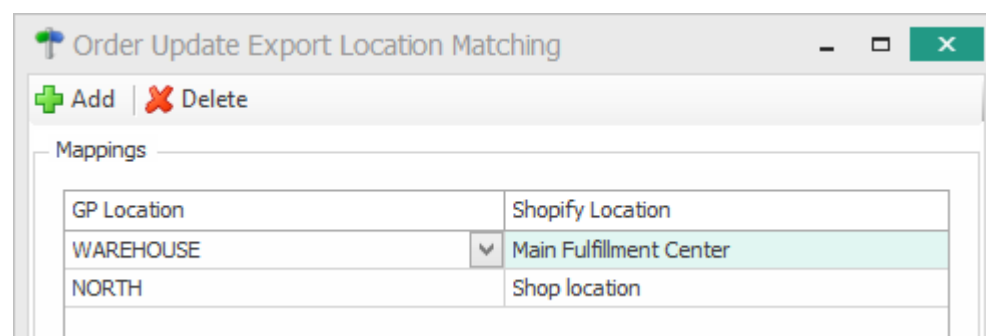 Order Update Export Location Matching
Add Delete
Mappings
GP Location Shopify Location
WAREHOUSE Main Fulfillment Center
NORTH Shop location